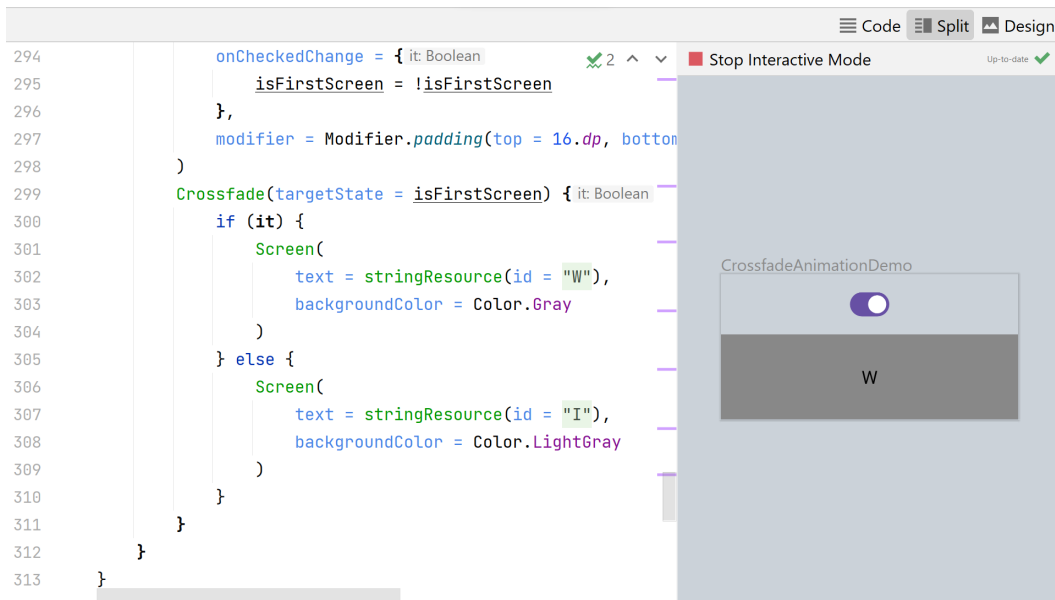 Code Split Design
294 onCheckedChange = { it: Boolean
2
295 isFirstScreen = !isFirstScreen
296 },
297 modifier = Modifier.padding(top = 16.dp, bottom
298 )
299 Crossfade(targetState = isFirstScreen) { it: Boolean
300 if (it) {
301 Screen(
302 text = stringResource(id = "W"),
303 backgroundColor = Color.Gray
304 )
305 } else {
306 Screen(
307 text = stringResource(id = "I"),
308 backgroundColor = Color.LightGray
309 )
310 }
311 }
312 }
313 }
Stop Interactive Mode
Up-to-date
CrossfadeAnimationDemo
W